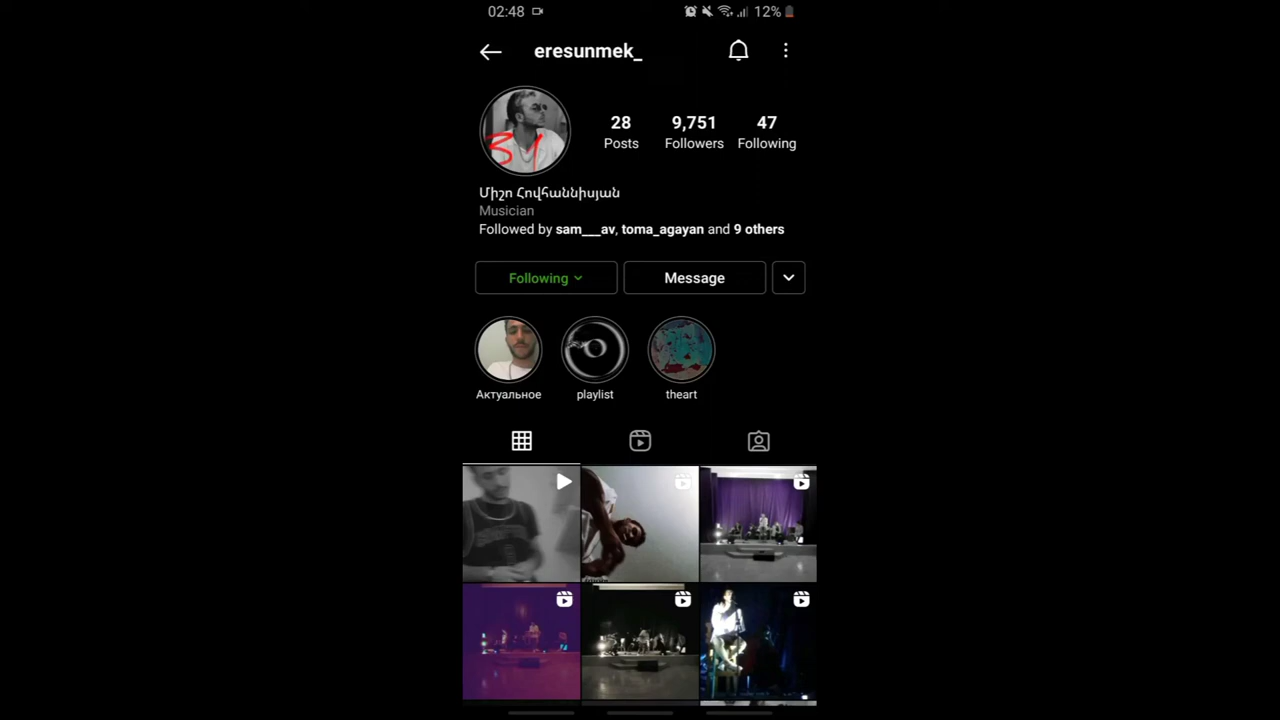 02:48 12%
eresunmek_
31
28 9,751 47
Posts Followers Following
Միշո Հովհաննիսյան
Musician
Followed by sam___av, toma_agayan and 9 others
Following Message
Актуальное playlist theart